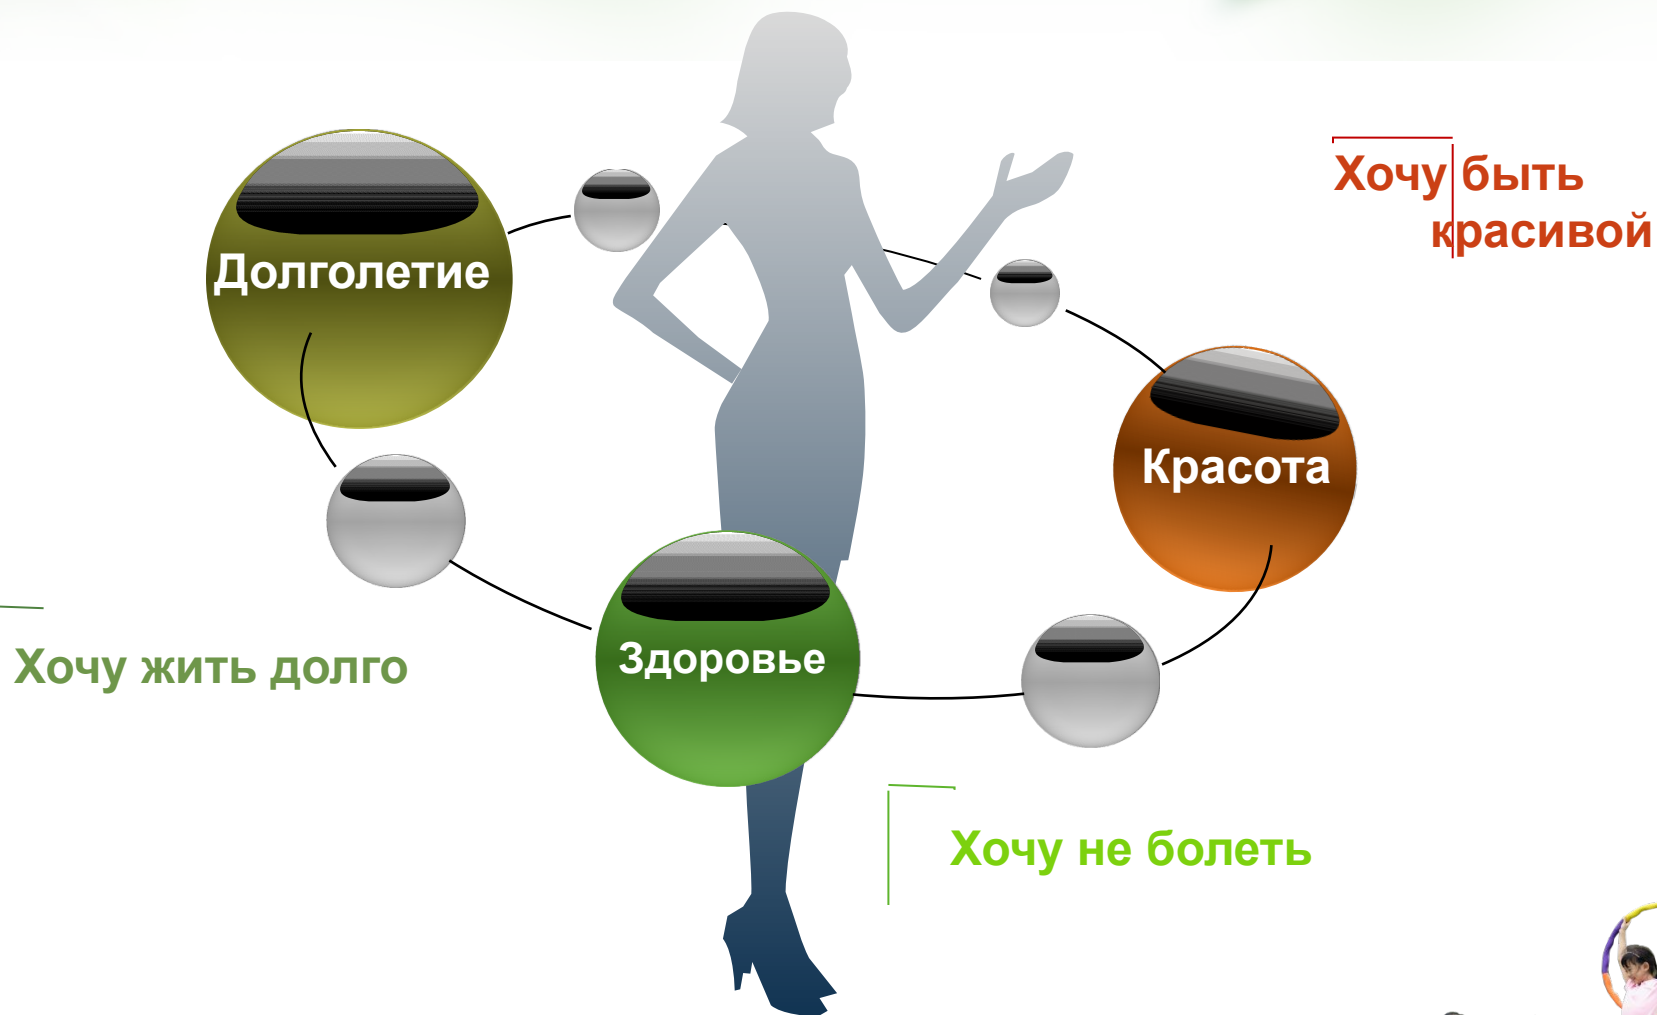 Хочу быть
красивой
Долголетие
Красота
Здоровье
Хочу жить долго
Хочу не болеть